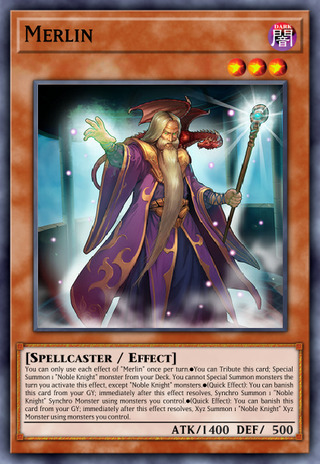 Merlin
DARK
闇
[Spellcaster / Effect]
You can only use each effect of "Merlin" once per turn.●You can Tribute this card; Special
Summon 1 "Noble Knight" monster from your Deck. You cannot Special Summon monsters the
turn you activate this effect, except "Noble Knight" monsters.●(Quick Effect): You can banish
this card from your GY; immediately after this effect resolves, Synchro Summon 1 "Noble
Knight" Synchro Monster using monsters you control.●(Quick Effect): You can banish
this card from your GY; immediately after this effect resolves, Xyz Summon 1 "Noble Knight" Xyz
Monster using monsters you control.
ATK/1400 DEF/ 500